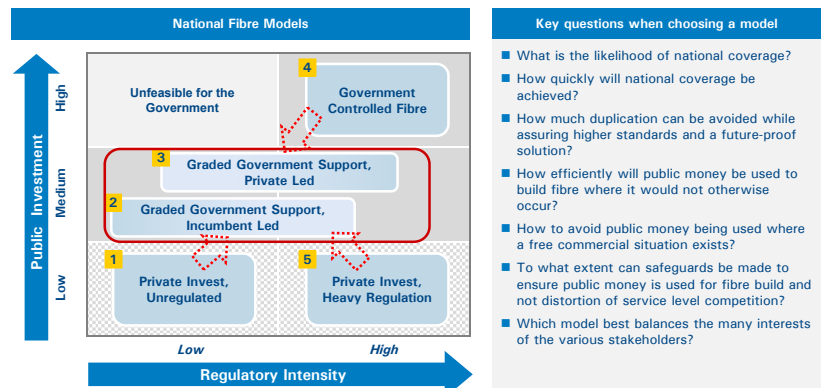 National Fibre Models
Key questions when choosing a model
Public Investment
High
Medium
Low
Unfeasible for the
Government
4
Government
Controlled Fibre
3
Graded Government Support,
Private Led
2
Graded Government Support,
Incumbent Led
1
Private Invest,
Unregulated
5
Private Invest,
Heavy Regulation
Low
High
Regulatory Intensity
What is the likelihood of national coverage?
How quickly will national coverage be
achieved?
How much duplication can be avoided while
assuring higher standards and a future-proof
solution?
How efficiently will public money be used to
build fibre where it would not otherwise
occur?
How to avoid public money being used where
a free commercial situation exists?
To what extent can safeguards be made to
ensure public money is used for fibre build and
not distortion of service level competition?
Which model best balances the many interests
of the various stakeholders?